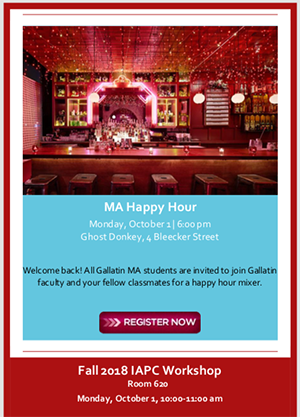 MA Happy Hour
Monday, October 1 | 6:00 pm
Ghost Donkey, 4 Bleecker Street
Welcome back! All Gallatin MA students are invited to join Gallatin
faculty and your fellow classmates for a happy hour mixer.
REGISTER NOW
Fall 2018 IAPC Workshop
Room 620
Monday, October 1, 10:00-11:00 am